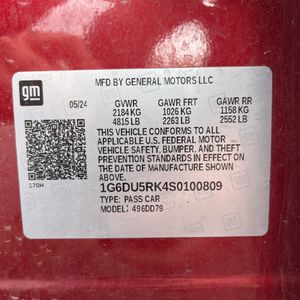 gm
MFD BY GENERAL MOTORS LLC
05/24 GVWR GAWR FRT GAWR RR
2184 KG 1026 KG 1158 KG
4815 LB 2263 LB 2552 LB
THIS VEHICLE CONFORMS TO ALL
APPLICABLE U.S. FEDERAL MOTOR
VEHICLE SAFETY, BUMPER, AND THEFT
PREVENTION STANDARDS IN EFFECT ON
THE DATE OF MANUFACTURE SHOWN ABOVE.
1G6DU5RK4S0100809
TYPE: PASS CAR
170H MODEL: 496DD79